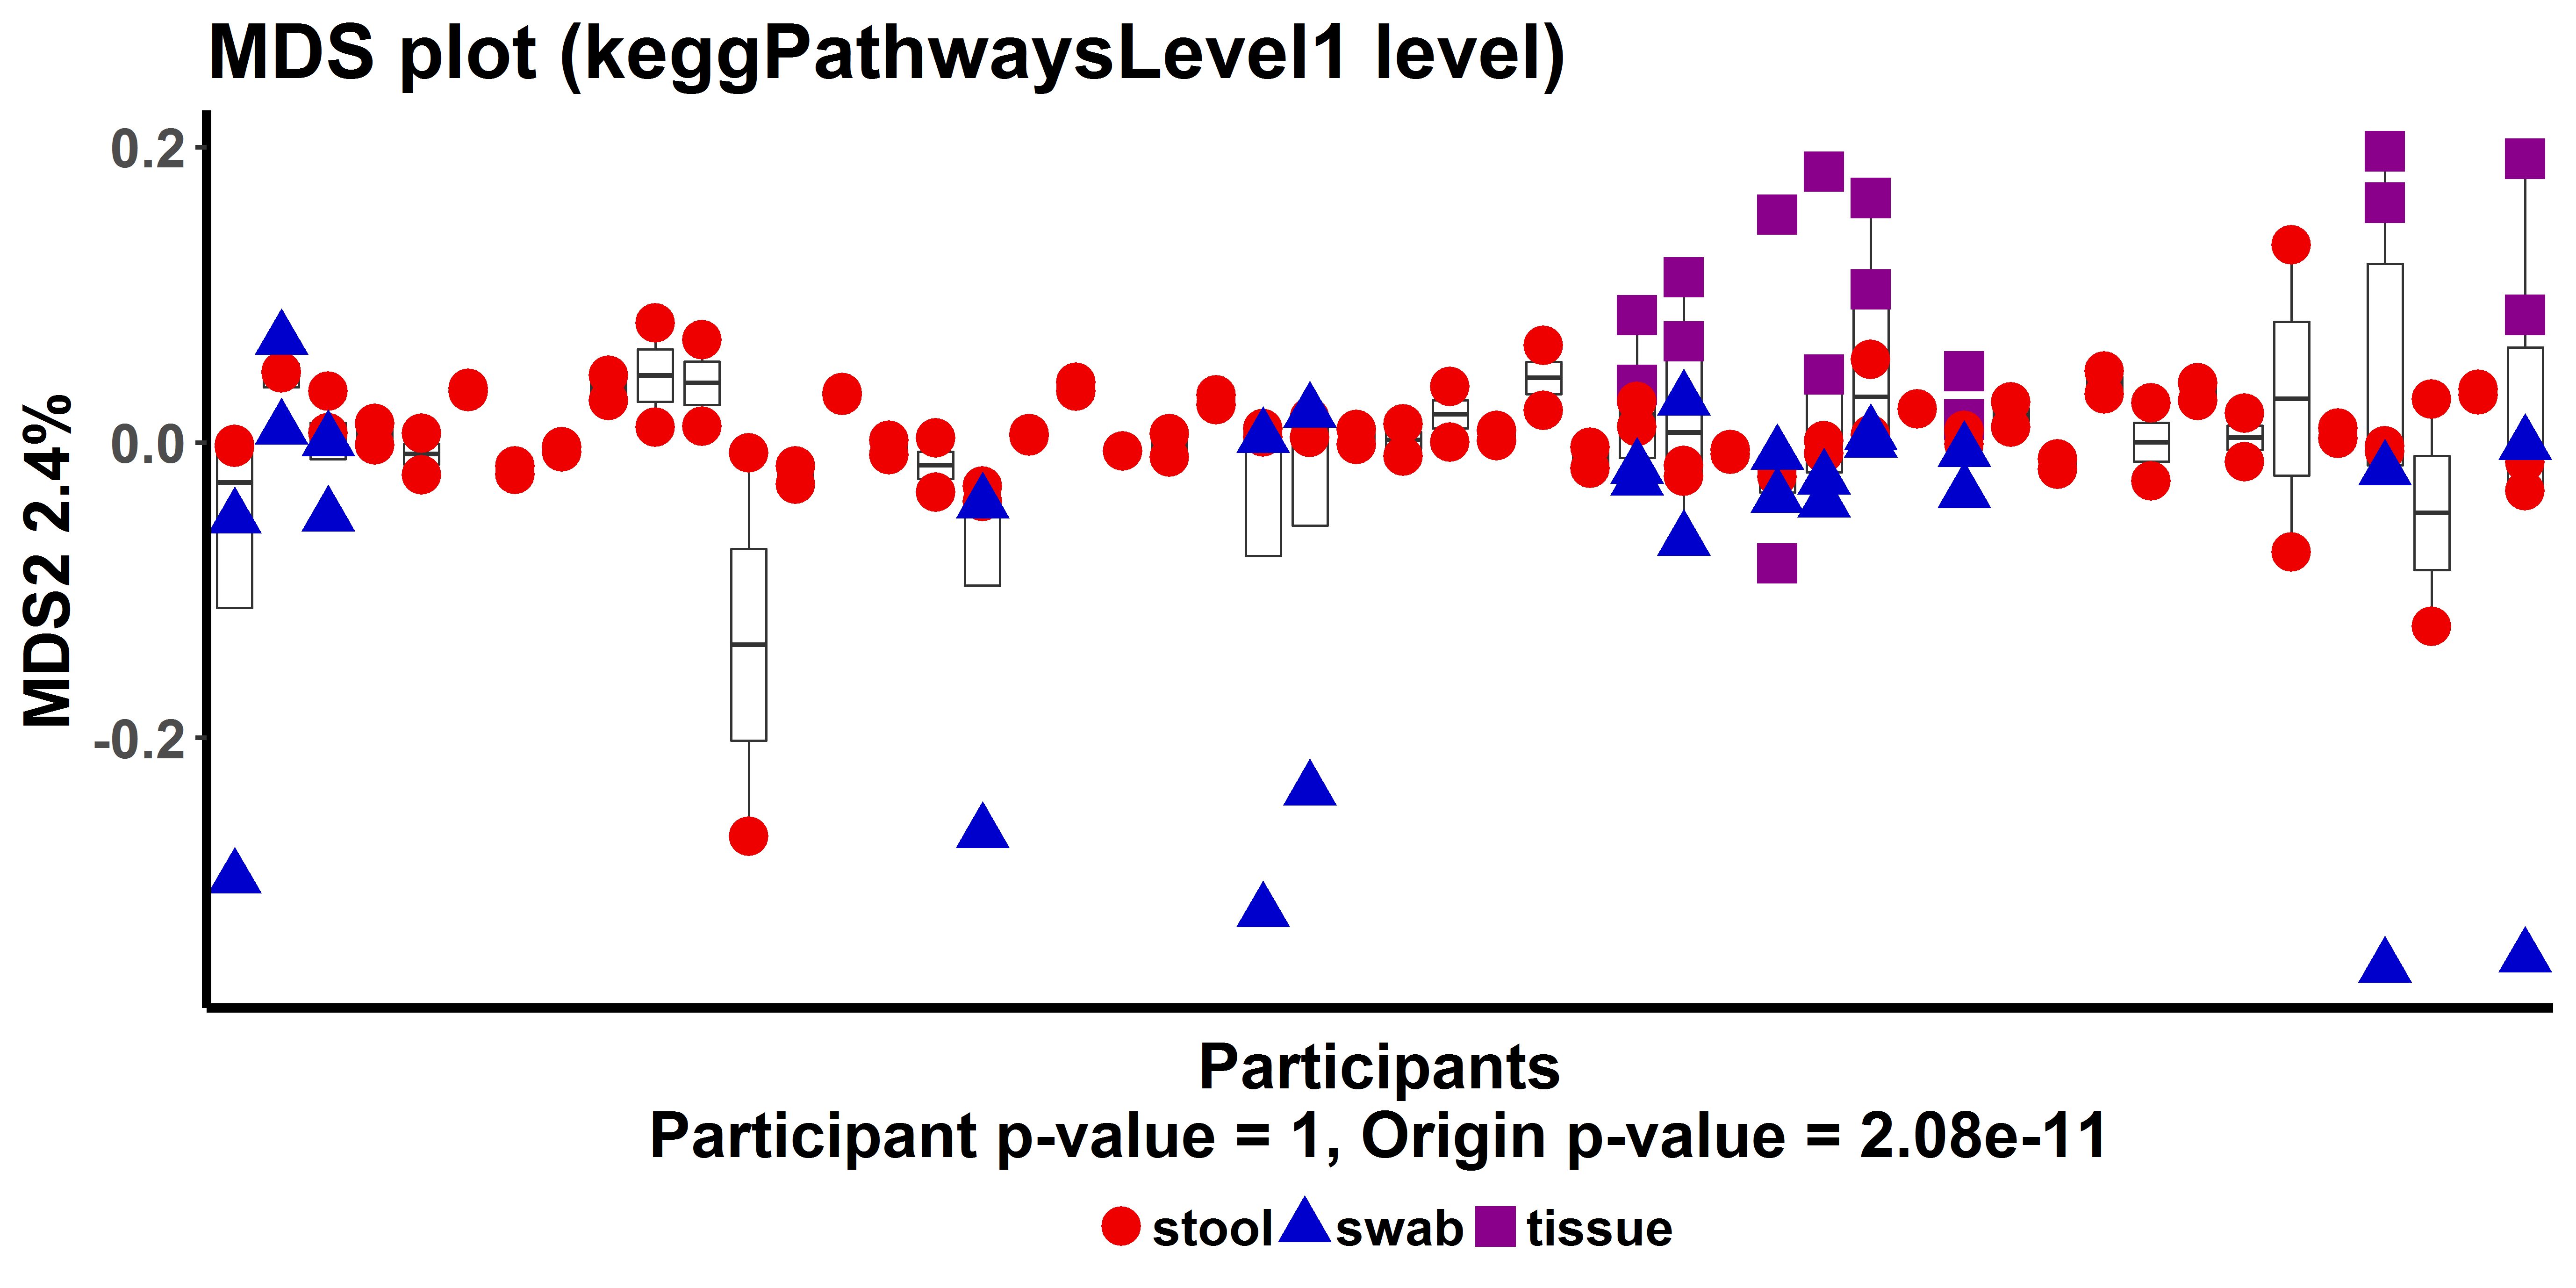 MDS plot (keggPathwaysLevel1 level)
MDS2 2.4%
0.2
0.0
-0.2
Participants
Participant p-value = 1, Origin p-value = 2.08e-11
stool swab tissue